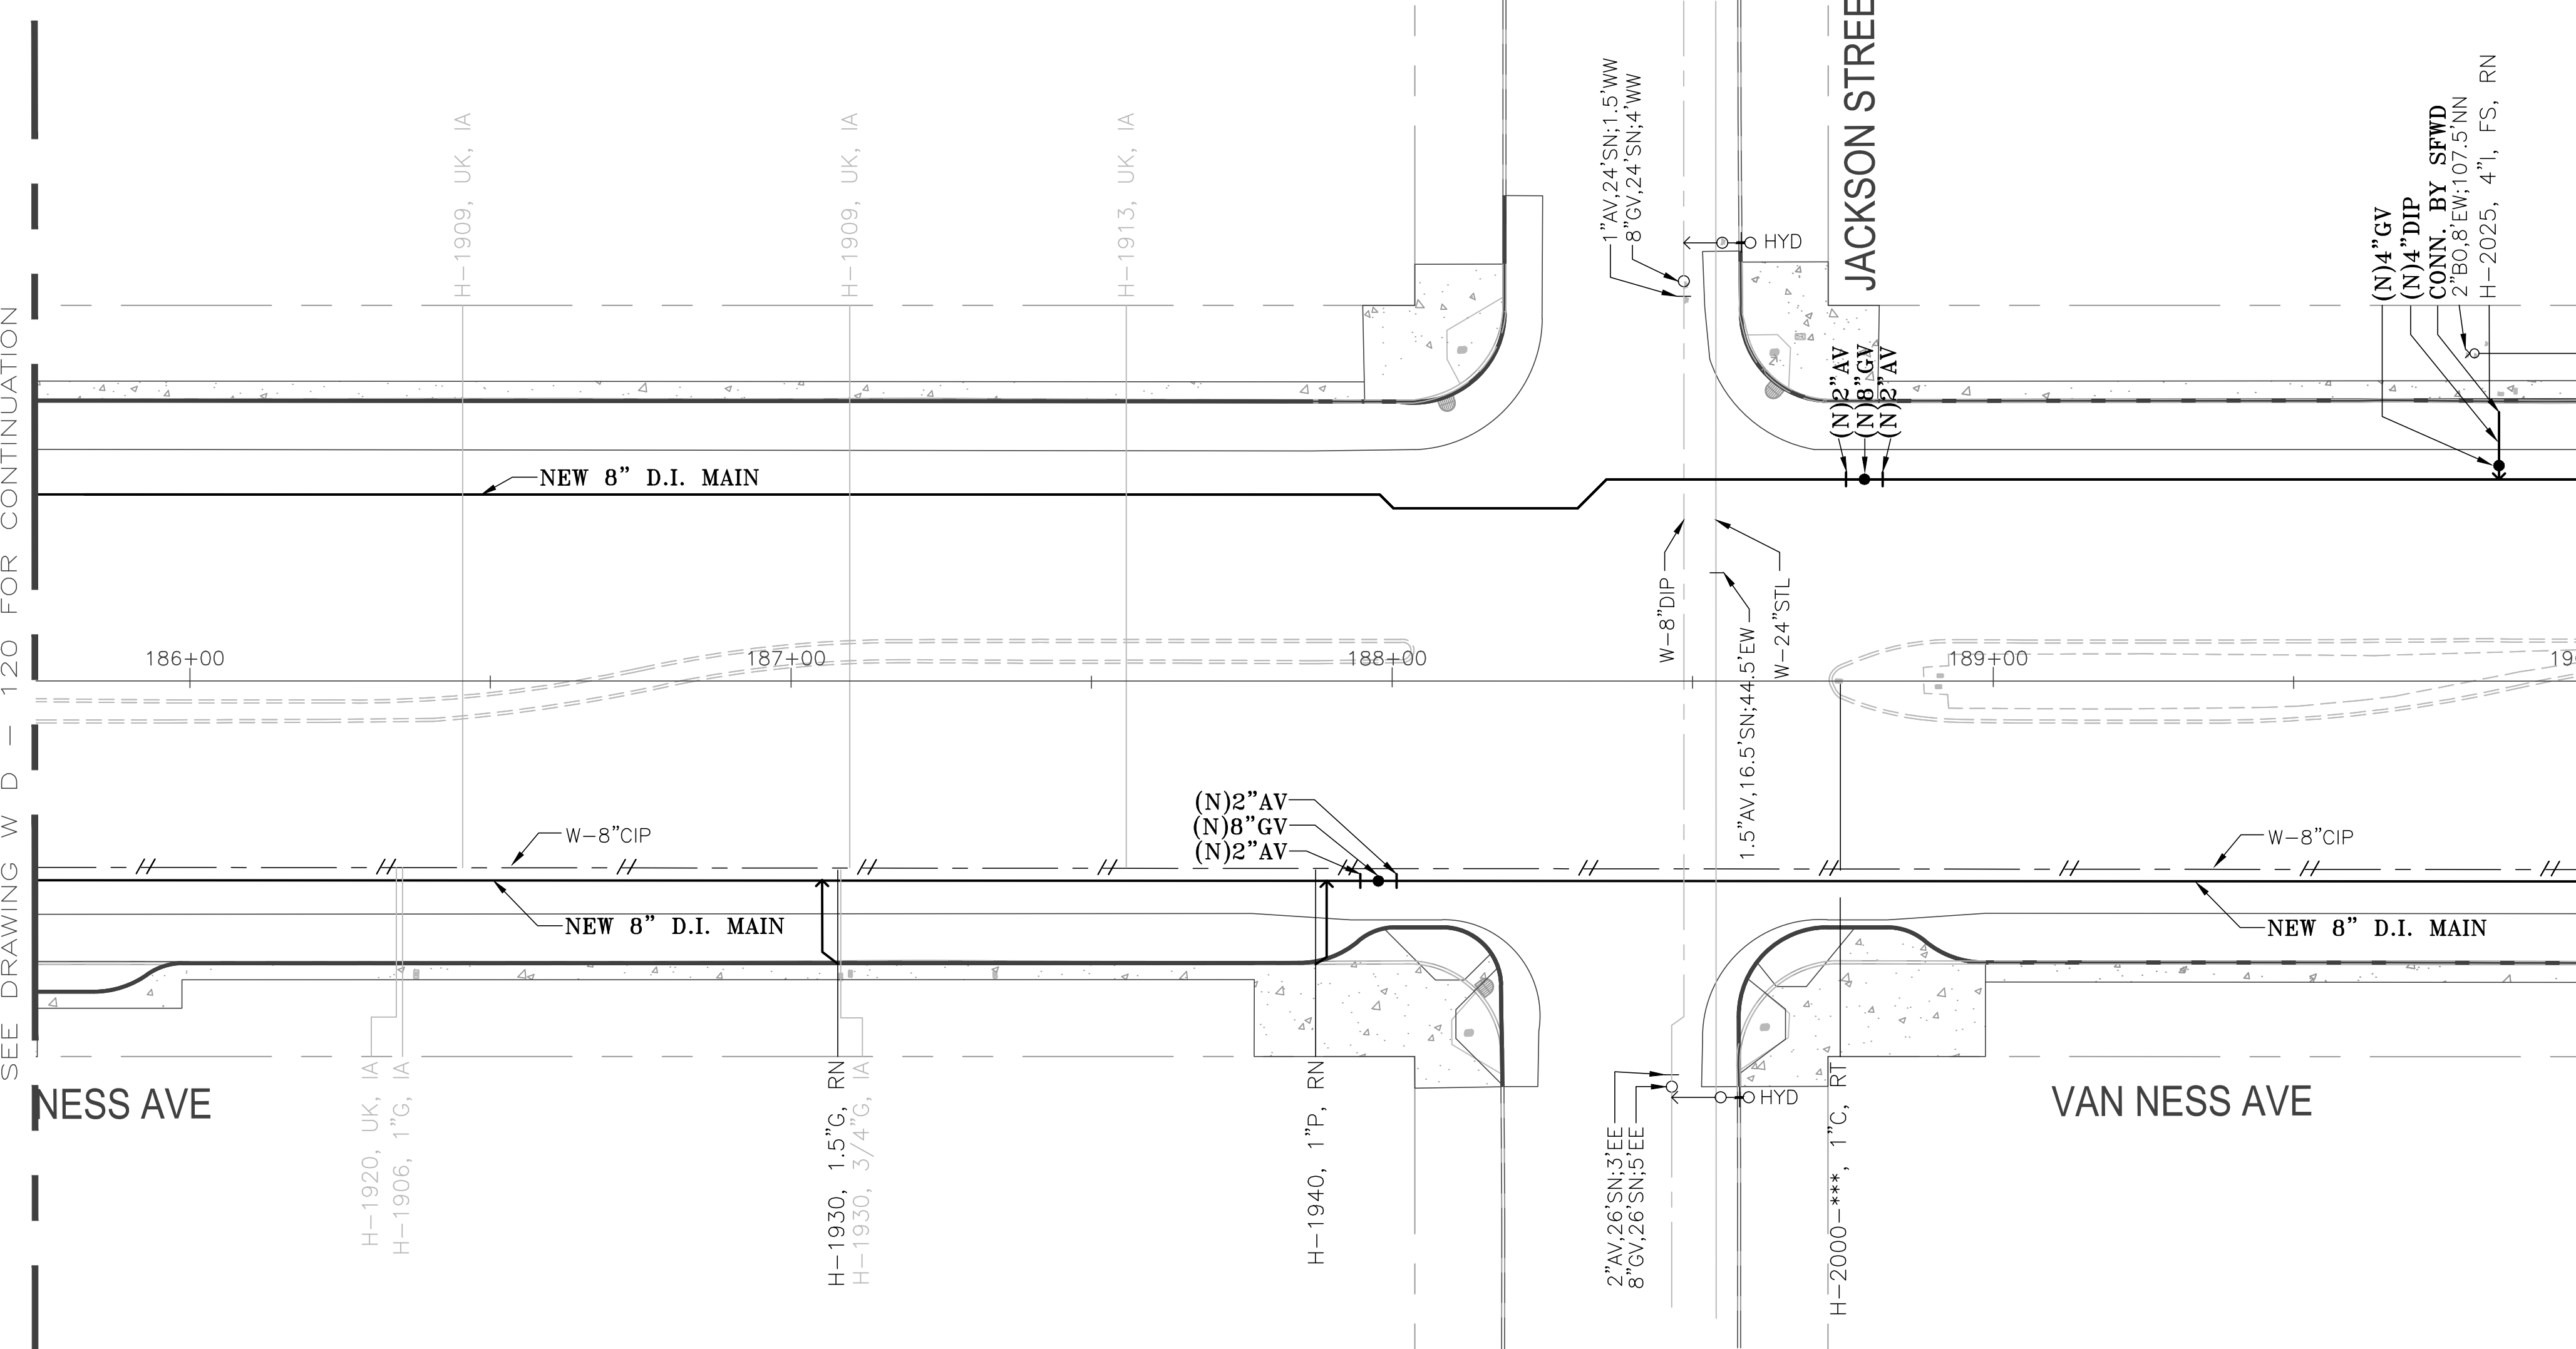 SEE DRAWING W D – 120 FOR CONTINUATION
H–1909, UK, IA
H–1909, UK, IA
H–1913, UK, IA
1"AV,24'SN;1.5'WW
8"GV,24'SN;4'WW
HYD
JACKSON STREE
(N)2"AV
(N)8"GV
(N)2"AV
(N)4"GV
(N)4"DIP
CONN. BY SFWD
2"BO,8'EW;107.5'NN
H–2025, 4"I, FS, RN
NEW 8" D.I. MAIN
W–8"DIP
W–24"STL
1.5"AV,16.5'SN;44.5'EW
186+00
187+00
188+00
189+00
19
(N)2"AV
(N)8"GV
(N)2"AV
W–8"CIP
W–8"CIP
NEW 8" D.I. MAIN
NEW 8" D.I. MAIN
NESS AVE
VAN NESS AVE
H–1920, UK, IA
H–1906, 1"G, IA
H–1930, 1.5"G, RN
H–1930, 3/4"G, IA
H–1940, 1"P, RN
2"AV,26'SN;3'EE
8"GV,26'SN;5'EE
HYD
H–2000–***, 1"C, RT